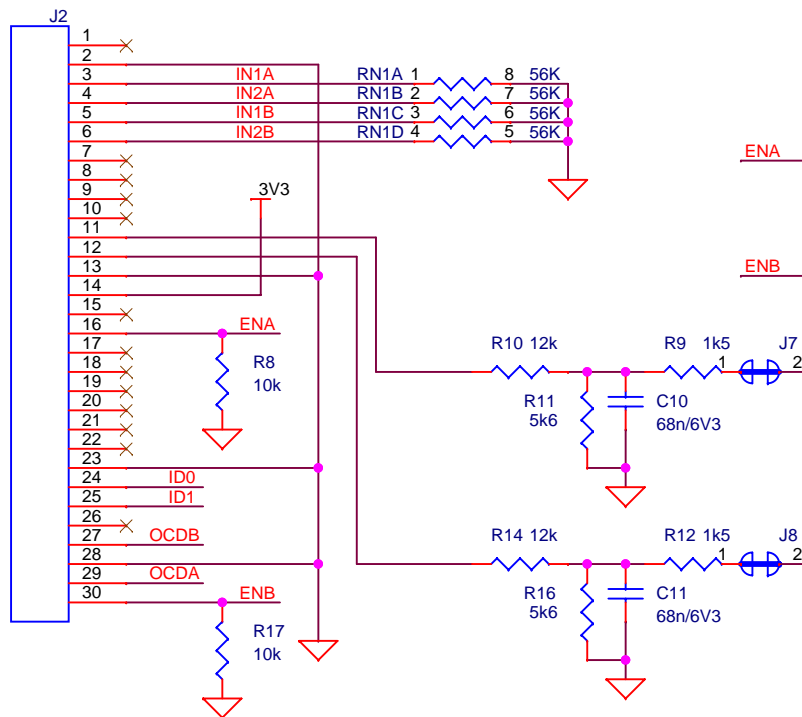 J2
1
2
3 IN1A RN1A 1 8 56K
4 IN2A RN1B 2 7 56K
5 IN1B RN1C 3 6 56K
6 IN2B RN1D 4 5 56K
7
8
9
10
11
12
13
14
15
16
17
18
19
20
21
22
23
24
25
26
27
28
29
30
3V3
ENA
R8
10k
ID0
ID1
OCDB
OCDA
ENB
R17
10k
ENA
ENB
R10 12k
R9 1k5
J7
1
2
R11
5k6
C10
68n/6V3
R14 12k
R12 1k5
J8
1
2
R16
5k6
C11
68n/6V3